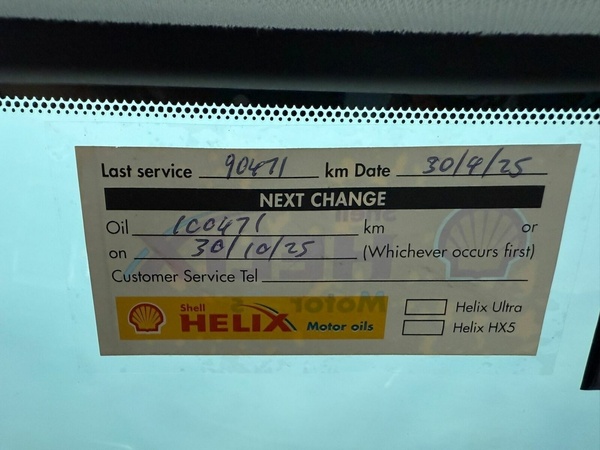 Last service 90471 km Date 30/4/25
NEXT CHANGE
Oil 100471 km or
on 30/10/25 (Whichever occurs first)
Customer Service Tel
Shell
HELIX Motor oils
Helix Ultra
Helix HX5